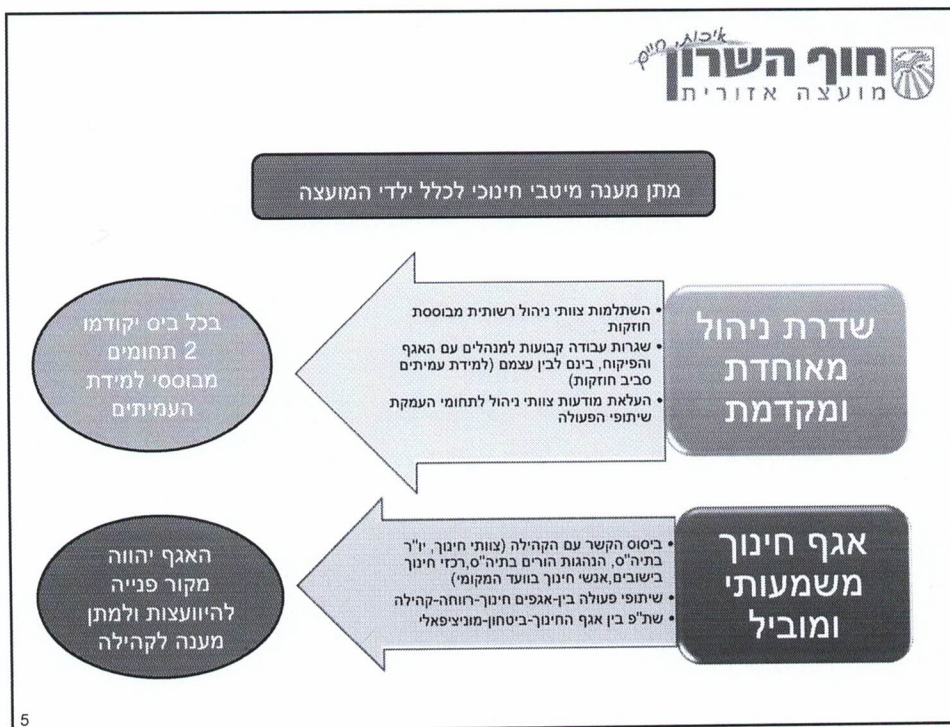 איכות חיים
חוף השרון
מועצה אזורית
מתן מענה מיטבי חינוכי לכלל ילדי המועצה
שדרת ניהול
מאוחדת
ומקדמת
• השתלמות צוותי ניהול רשותית מבוססת
חוזקות
• שגרות עבודה קבועות למנהלים עם האגף
והפיקוח, בינם לבין עצמם (למידת עמיתים
סביב חוזקות)
• העלאת מודעות צוותי ניהול לתחומי העמקת
שיתופי הפעולה
בכל ביס יקודמו
2 תחומים
מבוססי למידת
העמיתים
אגף חינוך
משמעותי
ומוביל
• ביסוס הקשר עם הקהילה (צוותי חינוך, יו"ר
בתיה"ס, הנהגות הורים בתיה"ס,רכזי חינוך
בישובים,אנשי חינוך בוועד המקומי)
• שיתופי פעולה בין-אגפים חינוך-רווחה-קהילה
• שת"פ בין אגף החינוך-ביטחון-מוניציפאלי
האגף יהווה
מקור פנייה
להיוועצות ולמתן
מענה לקהילה
5